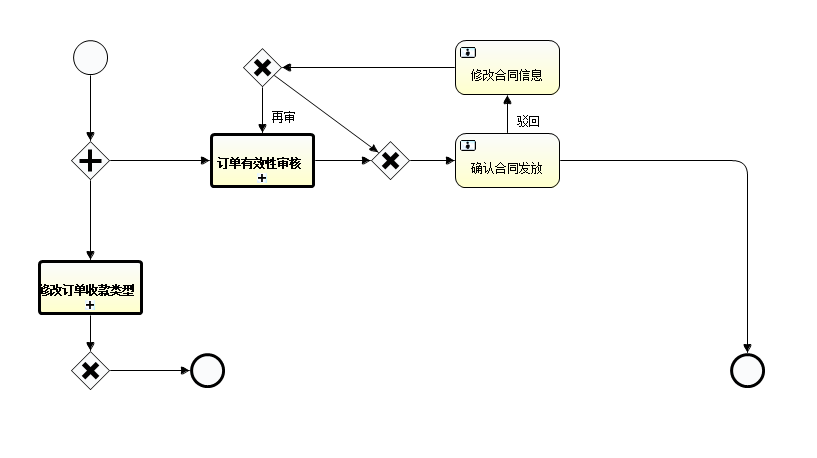 修改合同信息
再审
驳回
订单有效性审核
确认合同发放
修改订单收款类型